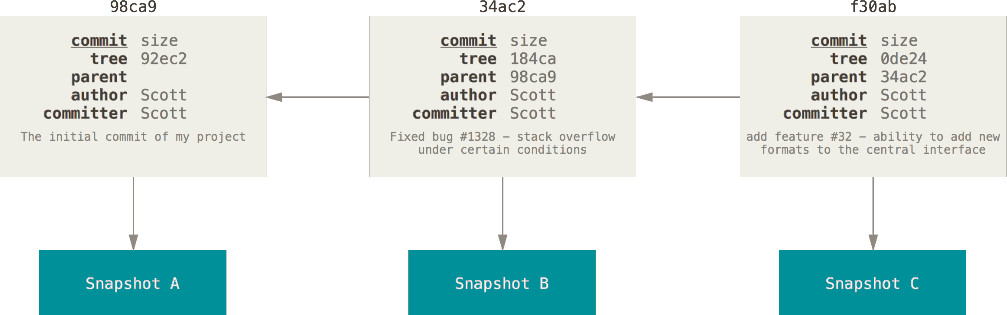 98ca9
commit size
tree 92ec2
parent
author Scott
committer Scott
The initial commit of my project
Snapshot A
34ac2
commit size
tree 184ca
parent 98ca9
author Scott
committer Scott
Fixed bug #1328 – stack overflow
under certain conditions
Snapshot B
f30ab
commit size
tree 0de24
parent 34ac2
author Scott
committer Scott
add feature #32 – ability to add new
formats to the central interface
Snapshot C